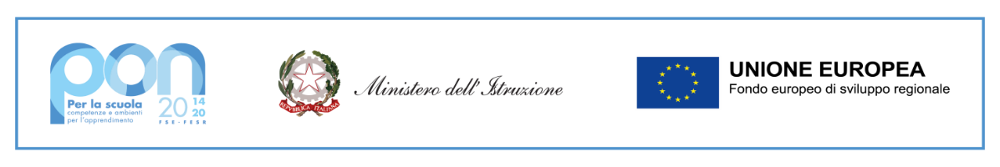 pon
Per la scuola
competenze e ambienti
per l'apprendimento
20 14
20
FSE-FESR
REPVBBLICA ITALIANA
Ministero dell'Istruzione
UNIONE EUROPEA
Fondo europeo di sviluppo regionale